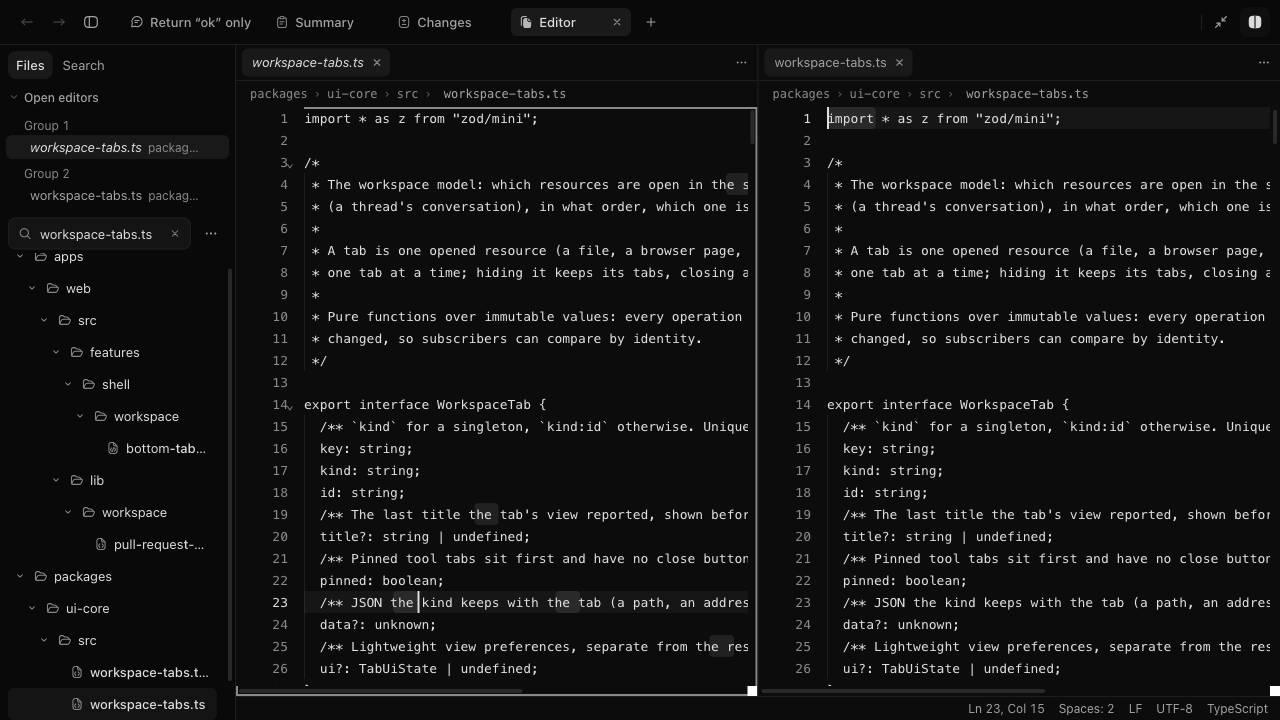 Return “ok” only
Summary
Changes
Editor
Files
Search
Open editors
Group 1
workspace-tabs.ts packag...
Group 2
workspace-tabs.ts packag...
workspace-tabs.ts
apps
web
src
features
shell
workspace
bottom-tab...
lib
workspace
pull-request-...
packages
ui-core
src
workspace-tabs.t...
workspace-tabs.ts
workspace-tabs.ts
packages › ui-core › src › workspace-tabs.ts
1 import * as z from "zod/mini";
2
3 /*
4 * The workspace model: which resources are open in the s
5 * (a thread's conversation), in what order, which one is
6 *
7 * A tab is one opened resource (a file, a browser page,
8 * one tab at a time; hiding it keeps its tabs, closing a
9 *
10 * Pure functions over immutable values: every operation
11 * changed, so subscribers can compare by identity.
12 */
13
14 export interface WorkspaceTab {
15 /** `kind` for a singleton, `kind:id` otherwise. Unique
16 key: string;
17 kind: string;
18 id: string;
19 /** The last title the tab's view reported, shown befor
20 title?: string | undefined;
21 /** Pinned tool tabs sit first and have no close button
22 pinned: boolean;
23 /** JSON the kind keeps with the tab (a path, an addres
24 data?: unknown;
25 /** Lightweight view preferences, separate from the res
26 ui?: TabUiState | undefined;
workspace-tabs.ts
packages › ui-core › src › workspace-tabs.ts
1 import * as z from "zod/mini";
2
3 /*
4 * The workspace model: which resources are open in the s
5 * (a thread's conversation), in what order, which one is
6 *
7 * A tab is one opened resource (a file, a browser page,
8 * one tab at a time; hiding it keeps its tabs, closing a
9 *
10 * Pure functions over immutable values: every operation
11 * changed, so subscribers can compare by identity.
12 */
13
14 export interface WorkspaceTab {
15 /** `kind` for a singleton, `kind:id` otherwise. Unique
16 key: string;
17 kind: string;
18 id: string;
19 /** The last title the tab's view reported, shown befor
20 title?: string | undefined;
21 /** Pinned tool tabs sit first and have no close button
22 pinned: boolean;
23 /** JSON the kind keeps with the tab (a path, an addres
24 data?: unknown;
25 /** Lightweight view preferences, separate from the res
26 ui?: TabUiState | undefined;
Ln 23, Col 15 Spaces: 2 LF UTF-8 TypeScript